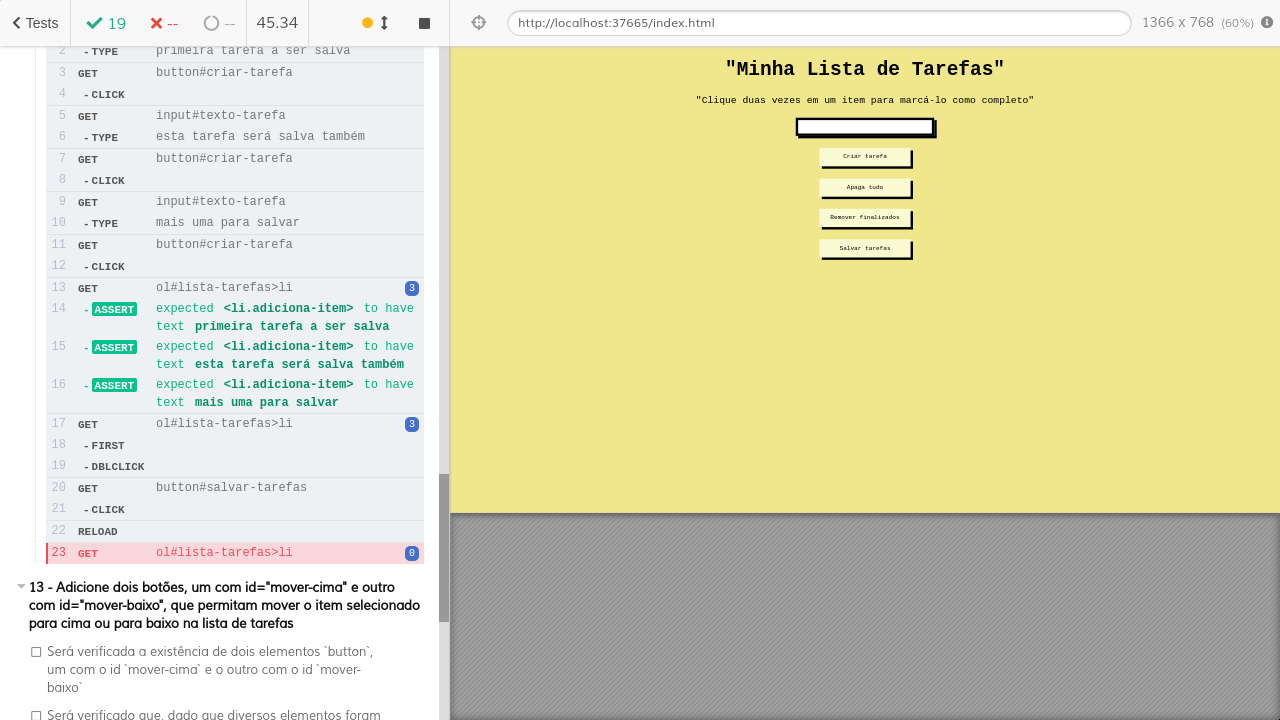 Tests
19
--
--
45.34
http://localhost:37665/index.html
1366 x 768 (60%)
2 - TYPE primeira tarefa a ser salva
3 GET button#criar-tarefa
4 - CLICK
5 GET input#texto-tarefa
6 - TYPE esta tarefa será salva também
7 GET button#criar-tarefa
8 - CLICK
9 GET input#texto-tarefa
10 - TYPE mais uma para salvar
11 GET button#criar-tarefa
12 - CLICK
13 GET ol#lista-tarefas>li 3
14 - ASSERT expected <li.adiciona-item> to have
text primeira tarefa a ser salva
15 - ASSERT expected <li.adiciona-item> to have
text esta tarefa será salva também
16 - ASSERT expected <li.adiciona-item> to have
text mais uma para salvar
17 GET ol#lista-tarefas>li 3
18 - FIRST
19 - DBLCLICK
20 GET button#salvar-tarefas
21 - CLICK
22 RELOAD
23 GET ol#lista-tarefas>li 0
13 - Adicione dois botões, um com id="mover-cima" e outro
com id="mover-baixo", que permitam mover o item selecionado
para cima ou para baixo na lista de tarefas
Será verificada a existência de dois elementos `button`,
um com o id `mover-cima` e o outro com o id `mover-
baixo`
Será verificado que, dado que diversos elementos foram
"Minha Lista de Tarefas"
"Clique duas vezes em um item para marcá-lo como completo"
Criar tarefa
Apaga tudo
Remover finalizados
Salvar tarefas